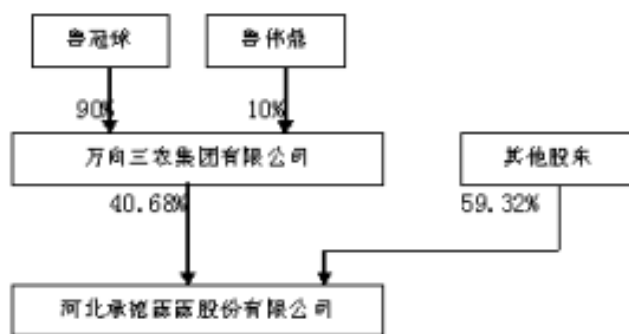 鲁冠球 鲁伟鼎
90% 10%
万向三农集团有限公司 其他股东
40.68% 59.32%
河北承德露露股份有限公司